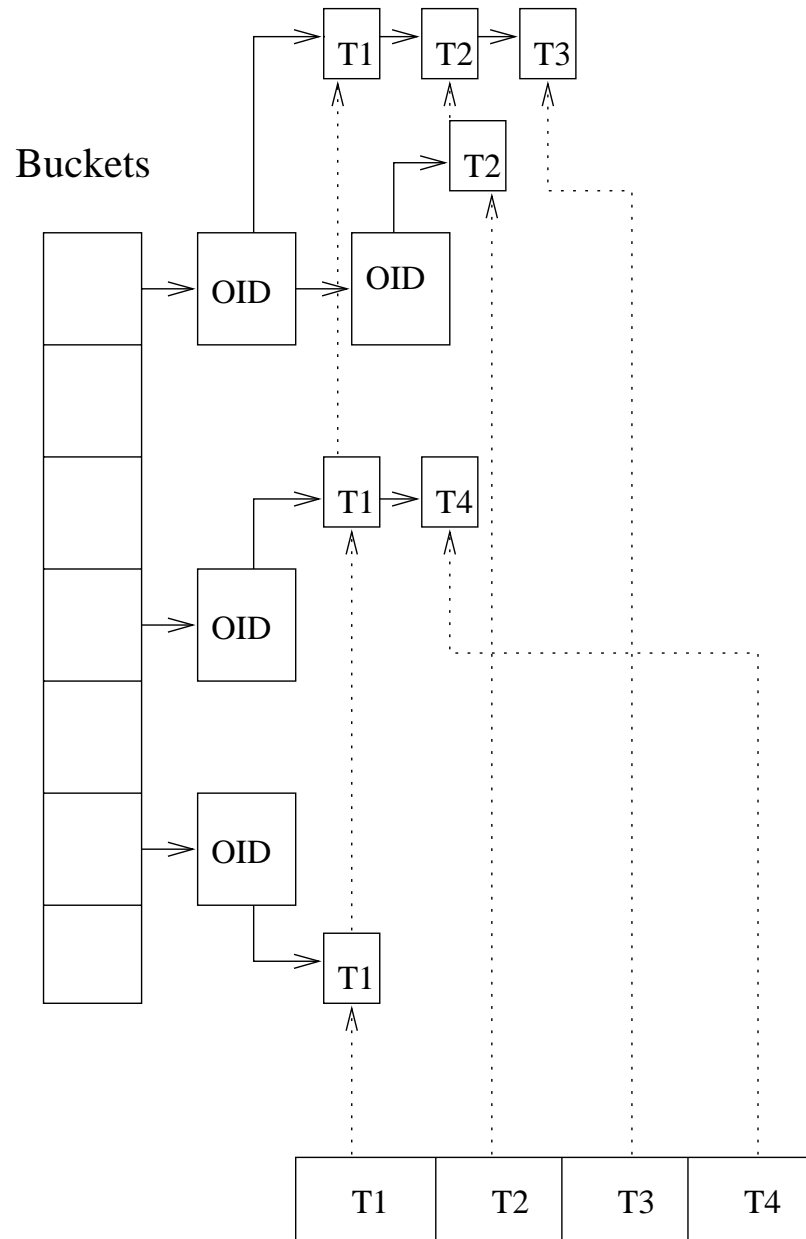 T1 T2 T3
T2
Buckets
OID OID
T1 T4
OID
OID
T1
T1 T2 T3 T4